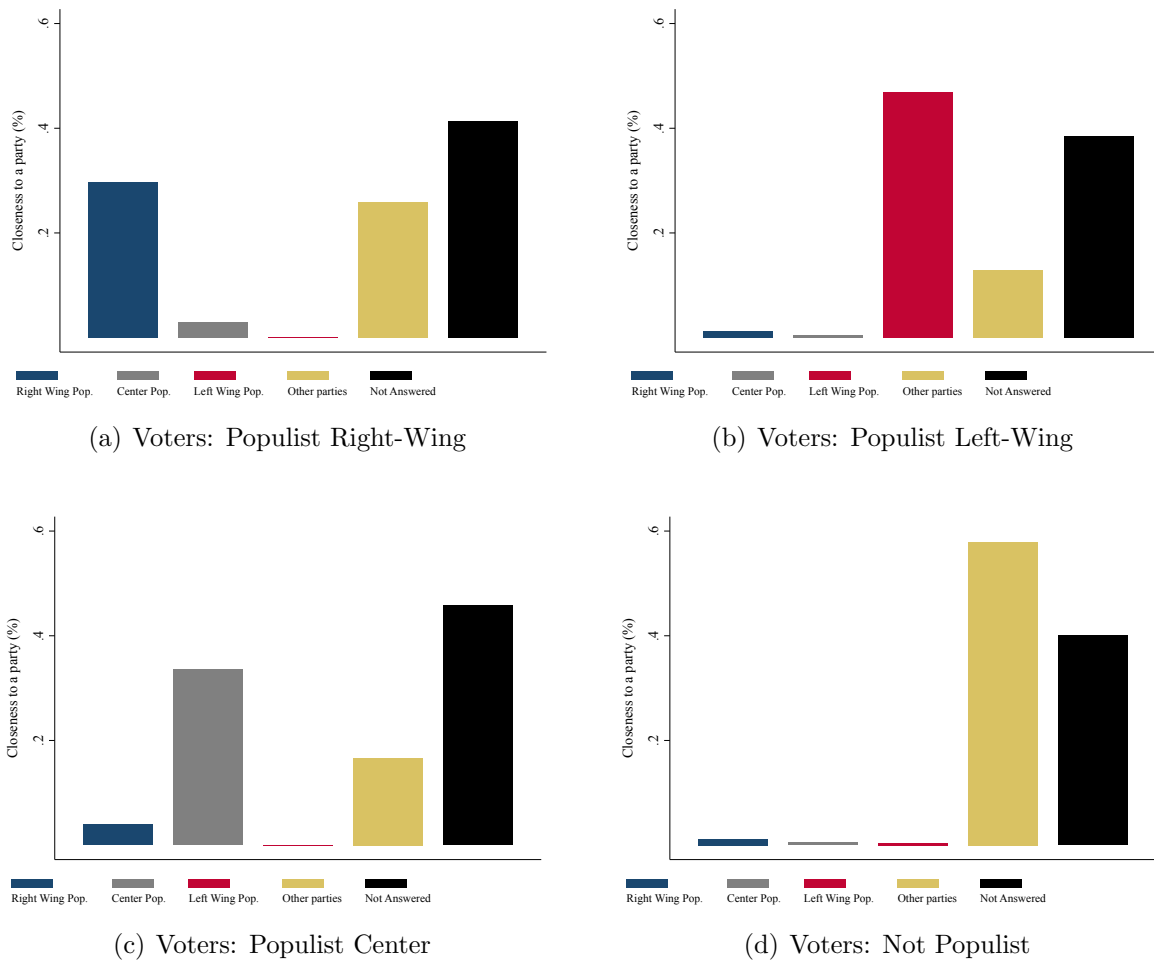 .6
.4
.2
Closeness to a party (%)
Right Wing Pop. Center Pop. Left Wing Pop. Other parties Not Answered
(a) Voters: Populist Right-Wing
.6
.4
.2
Closeness to a party (%)
Right Wing Pop. Center Pop. Left Wing Pop. Other parties Not Answered
(b) Voters: Populist Left-Wing
.6
.4
.2
Closeness to a party (%)
Right Wing Pop. Center Pop. Left Wing Pop. Other parties Not Answered
(c) Voters: Populist Center
.6
.4
.2
Closeness to a party (%)
Right Wing Pop. Center Pop. Left Wing Pop. Other parties Not Answered
(d) Voters: Not Populist